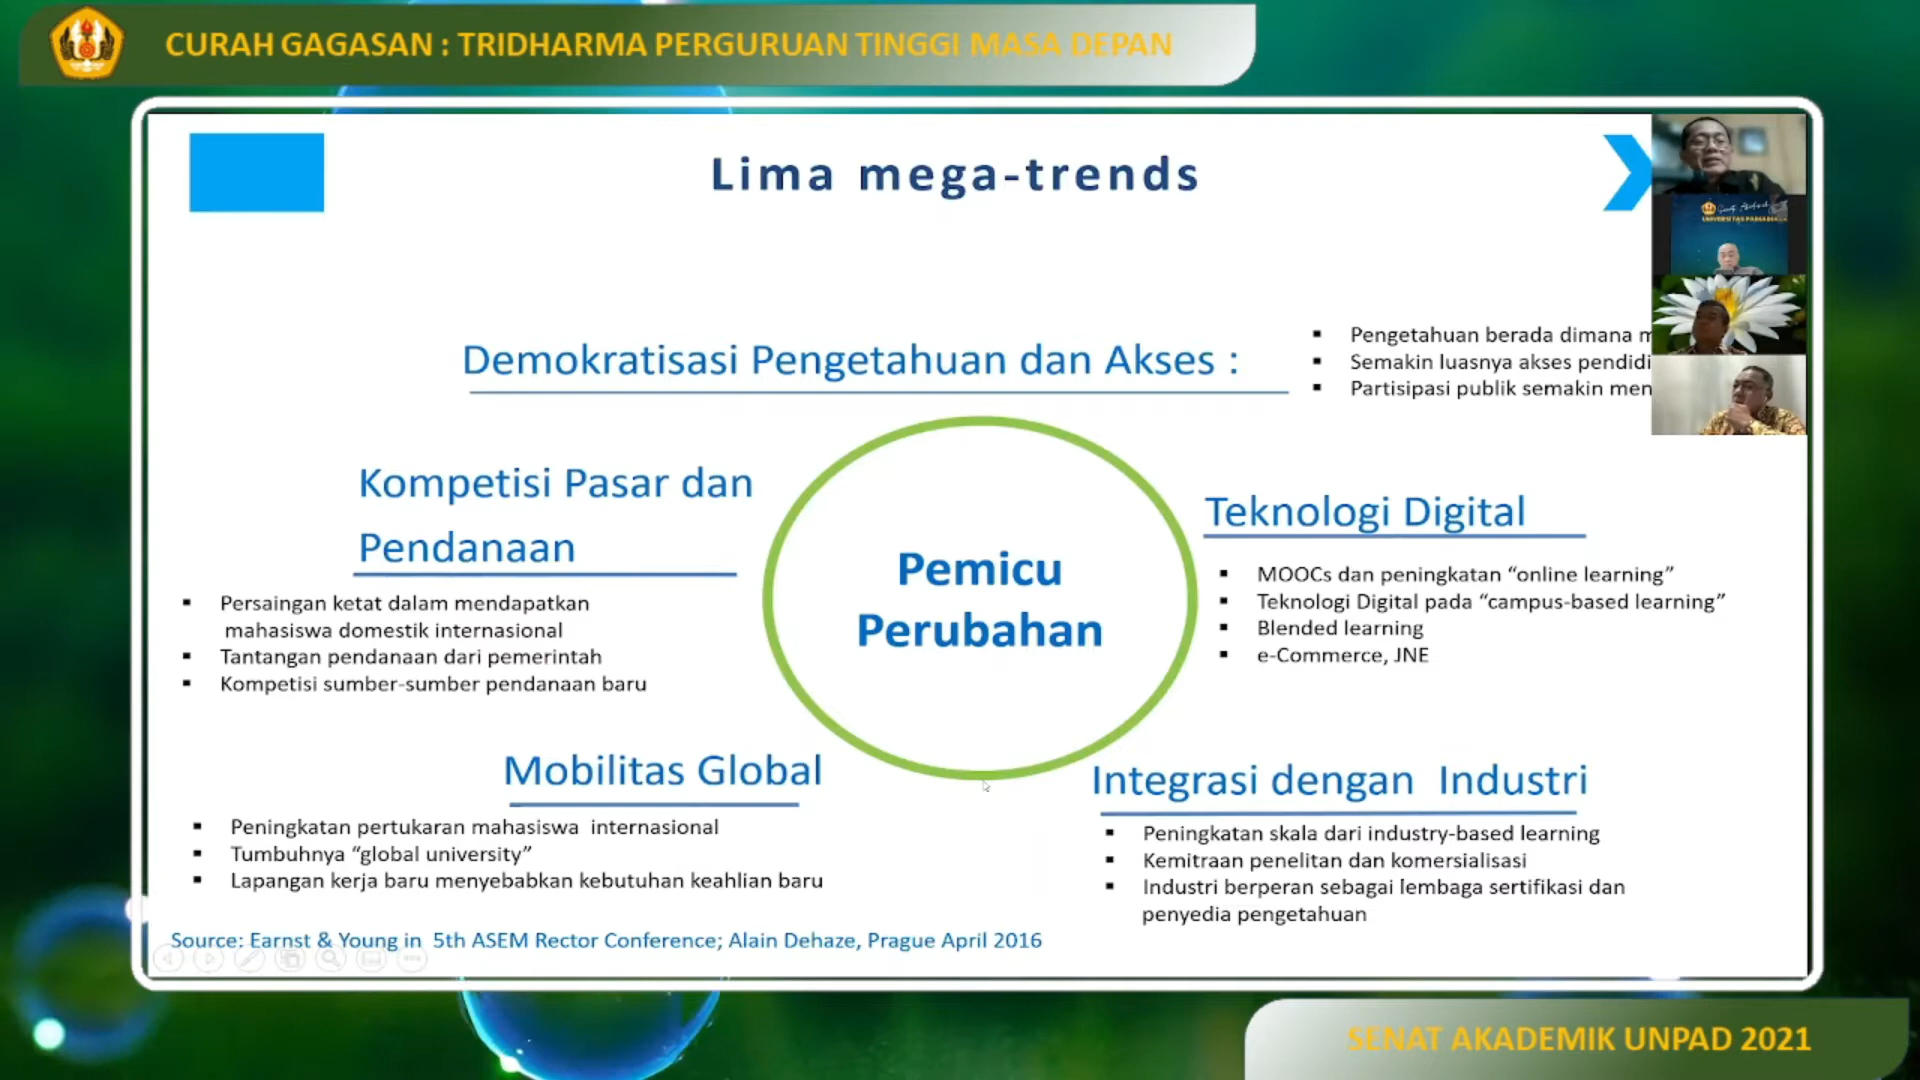 CURAH GAGASAN : TRIDHARMA PERGURUAN TINGGI MASA DEPAN
Lima mega-trends
Demokratisasi Pengetahuan dan Akses :
▪ Pengetahuan berada dimana
▪ Semakin luasnya akses
▪ Partisipasi publik semakin
Kompetisi Pasar dan
Pendanaan
▪ Persaingan ketat dalam mendapatkan
mahasiswa domestik internasional
▪ Tantangan pendanaan dari pemerintah
▪ Kompetisi sumber-sumber pendanaan baru
Pemicu
Perubahan
Teknologi Digital
▪ MOOCs dan peningkatan “online learning”
▪ Teknologi Digital pada “campus-based learning”
▪ Blended learning
▪ e-Commerce, JNE
Mobilitas Global
▪ Peningkatan pertukaran mahasiswa internasional
▪ Tumbuhnya “global university”
▪ Lapangan kerja baru menyebabkan kebutuhan keahlian baru
Integrasi dengan Industri
▪ Peningkatan skala dari industry-based learning
▪ Kemitraan penelitan dan komersialisasi
▪ Industri berperan sebagai lembaga sertifikasi dan
penyedia pengetahuan
Source: Earnst & Young in 5th ASEM Rector Conference; Alain Dehaze, Prague April 2016
SENAT AKADEMIK UNPAD 2021